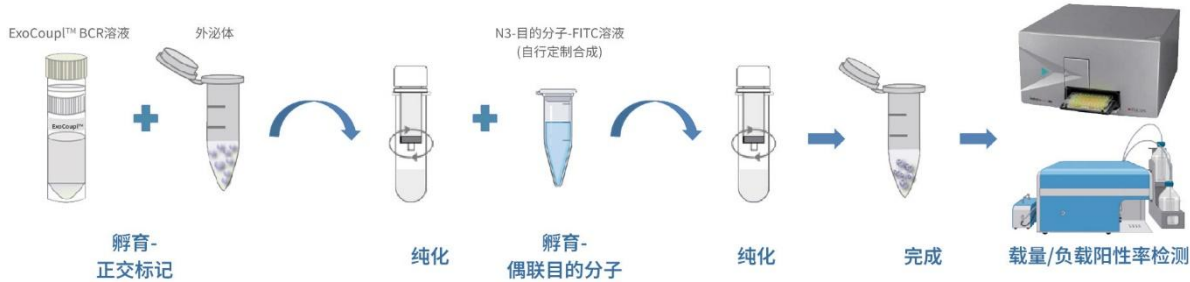 ExoCoupl™ BCR溶液
外泌体
N3-目的分子-FITC溶液
(自行定制合成)
ExoCoupl™
孵育-
正交标记
纯化
孵育-
偶联目的分子
纯化
完成
载量/负载阳性率检测